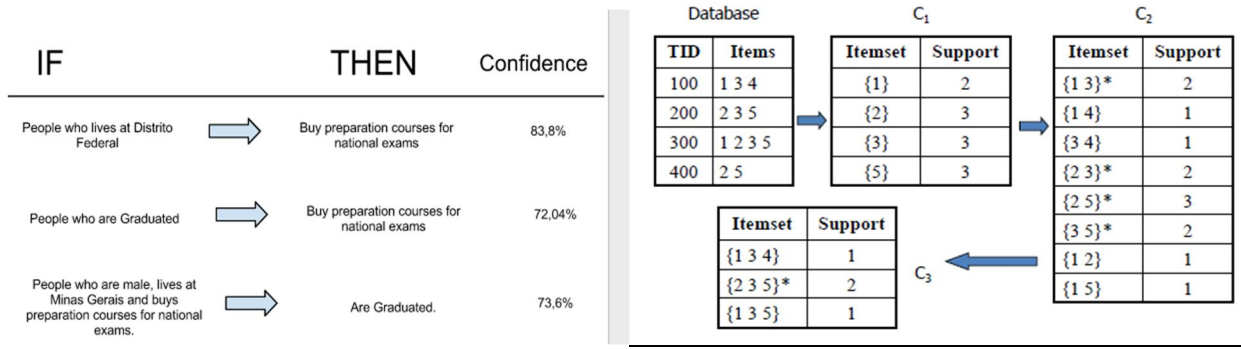 IF THEN Confidence
People who lives at Distrito
Federal
Buy preparation courses for
national exams
83,8%
People who are Graduated
Buy preparation courses for
national exams
72,04%
People who are male, lives at
Minas Gerais and buys
preparation courses for national
exams.
Are Graduated.
73,6%
Database
TID Items
100 1 3 4
200 2 3 5
300 1 2 3 5
400 2 5
C1
Itemset Support
{1} 2
{2} 3
{3} 3
{5} 3
C2
Itemset Support
{1 3}* 2
{1 4} 1
{3 4} 1
{2 3}* 2
{2 5}* 3
{3 5}* 2
{1 2} 1
{1 5} 1
C3
Itemset Support
{1 3 4} 1
{2 3 5}* 2
{1 3 5} 1